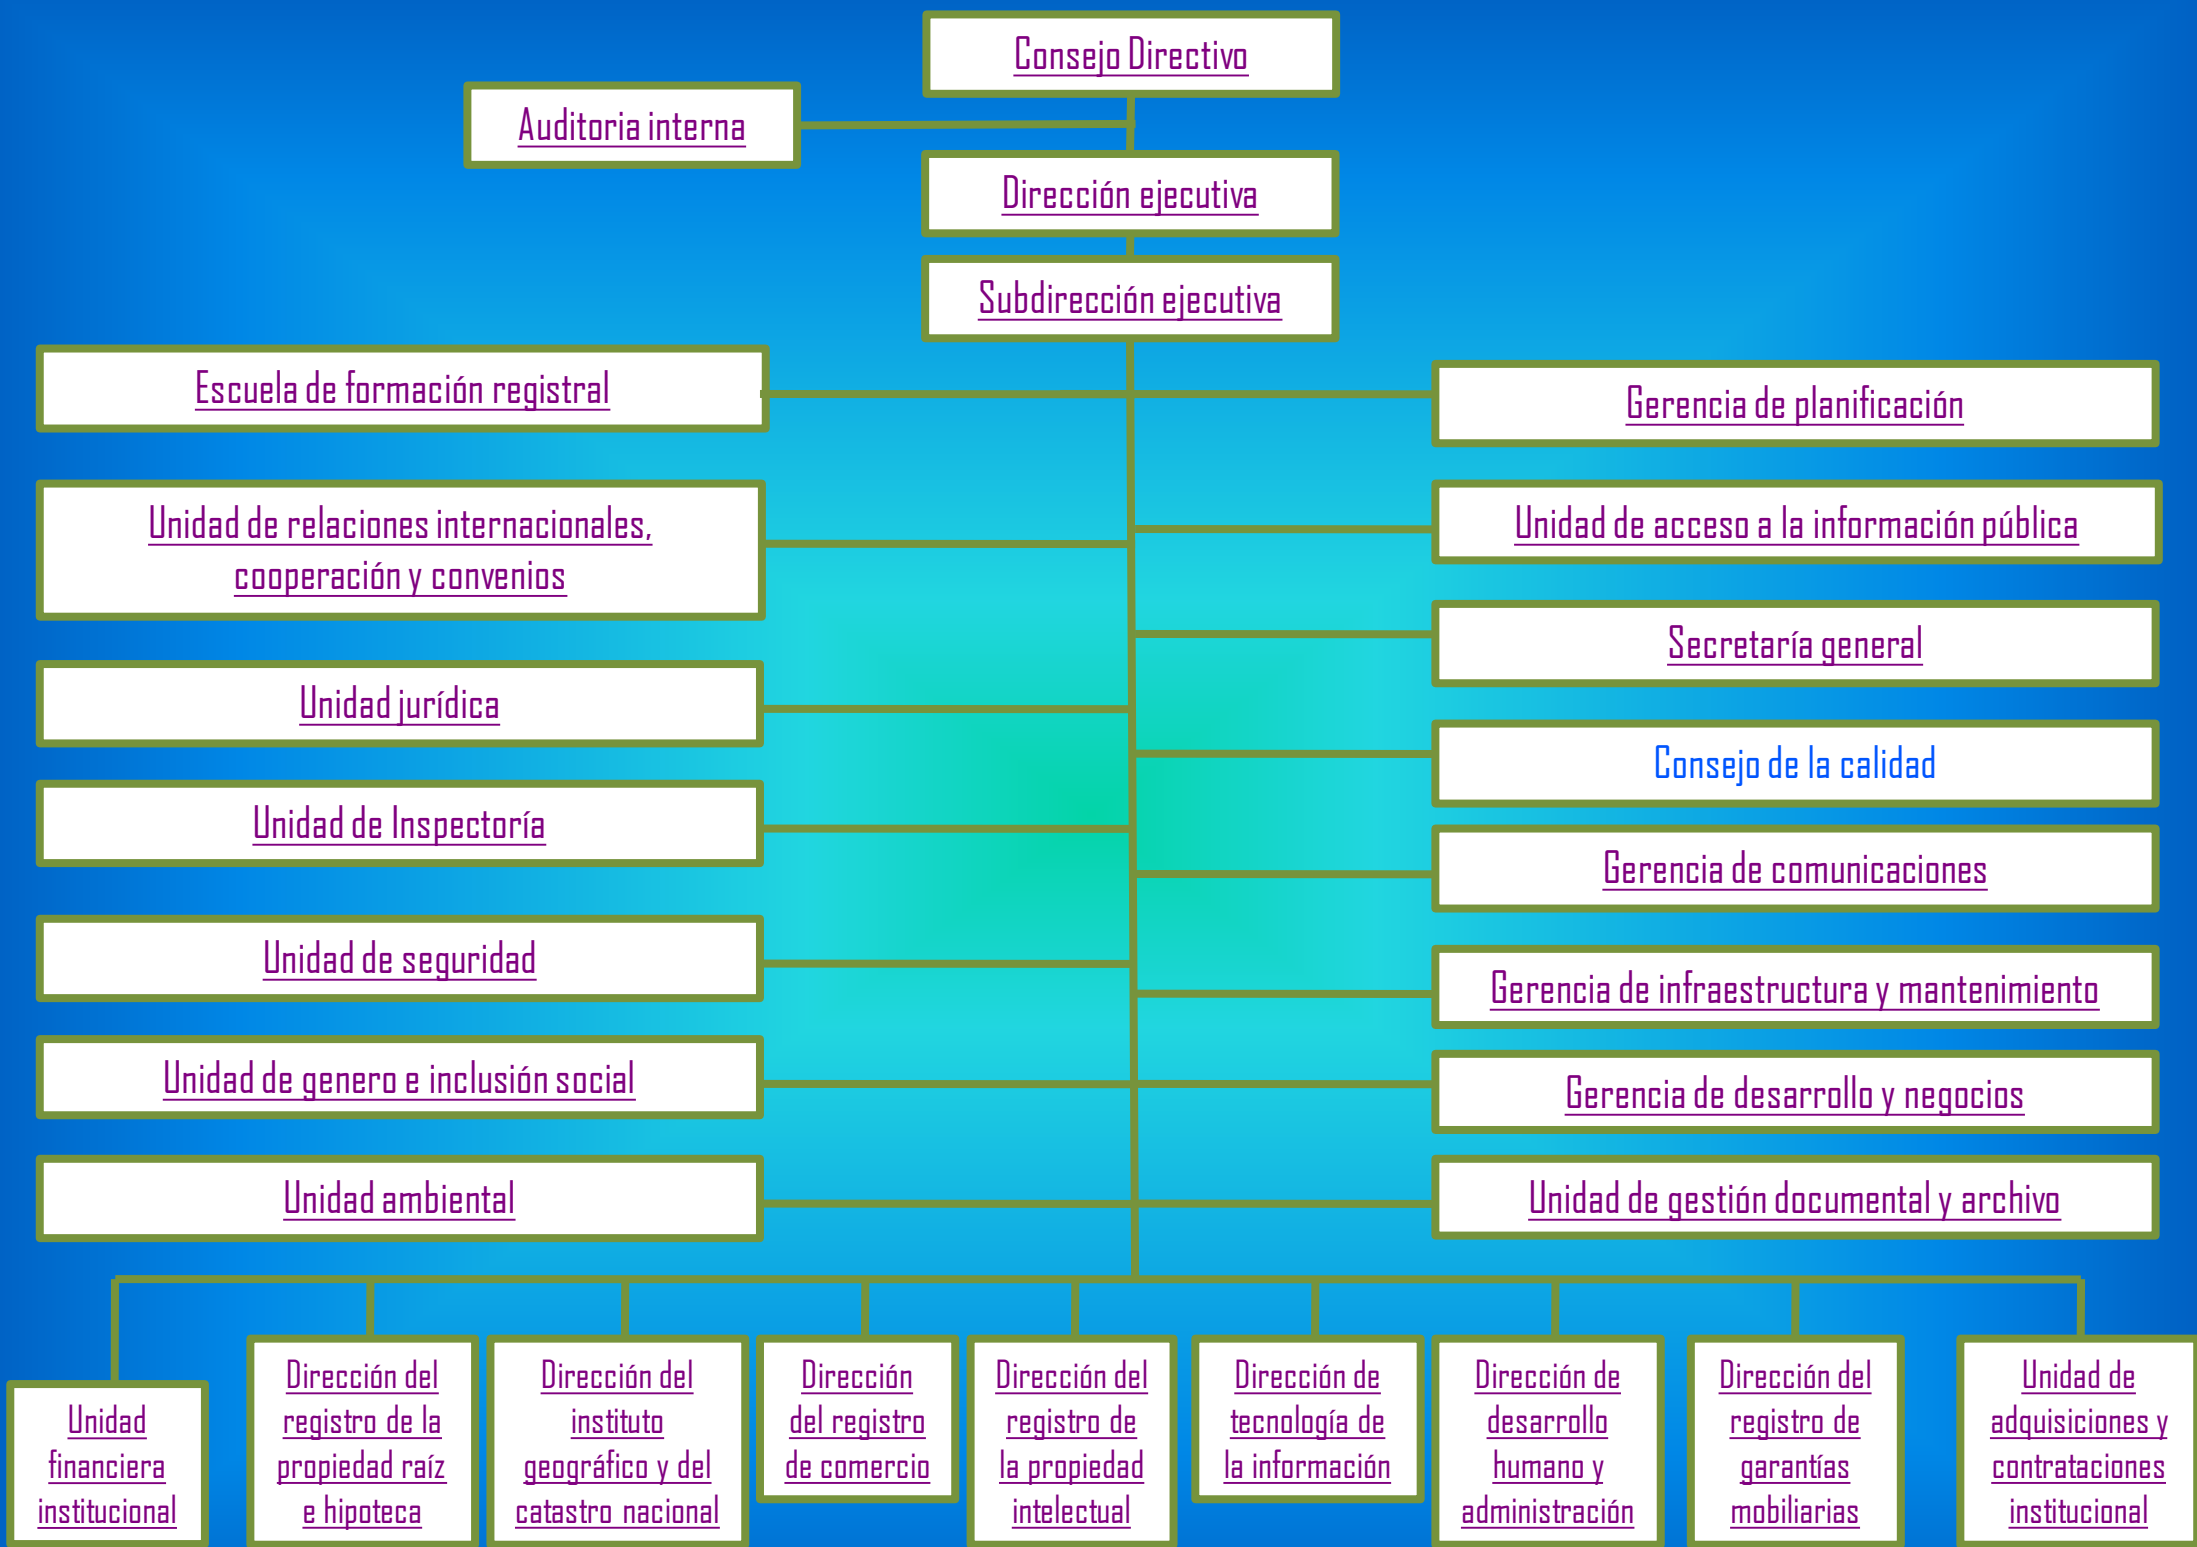 Consejo Directivo
Auditoria interna
Dirección ejecutiva
Subdirección ejecutiva
Escuela de formación registral
Gerencia de planificación
Unidad de relaciones internacionales,
cooperación y convenios
Unidad de acceso a la información pública
Secretaría general
Unidad jurídica
Consejo de la calidad
Unidad de Inspectoría
Gerencia de comunicaciones
Unidad de seguridad
Gerencia de infraestructura y mantenimiento
Unidad de genero e inclusión social
Gerencia de desarrollo y negocios
Unidad ambiental
Unidad de gestión documental y archivo
Unidad
financiera
institucional
Dirección del
registro de la
propiedad raíz
e hipoteca
Dirección del
instituto
geográfico y del
catastro nacional
Dirección
del registro
de comercio
Dirección del
registro de
la propiedad
intelectual
Dirección de
tecnología de
la información
Dirección de
desarrollo
humano y
administración
Dirección del
registro de
garantías
mobiliarias
Unidad de
adquisiciones y
contrataciones
institucional